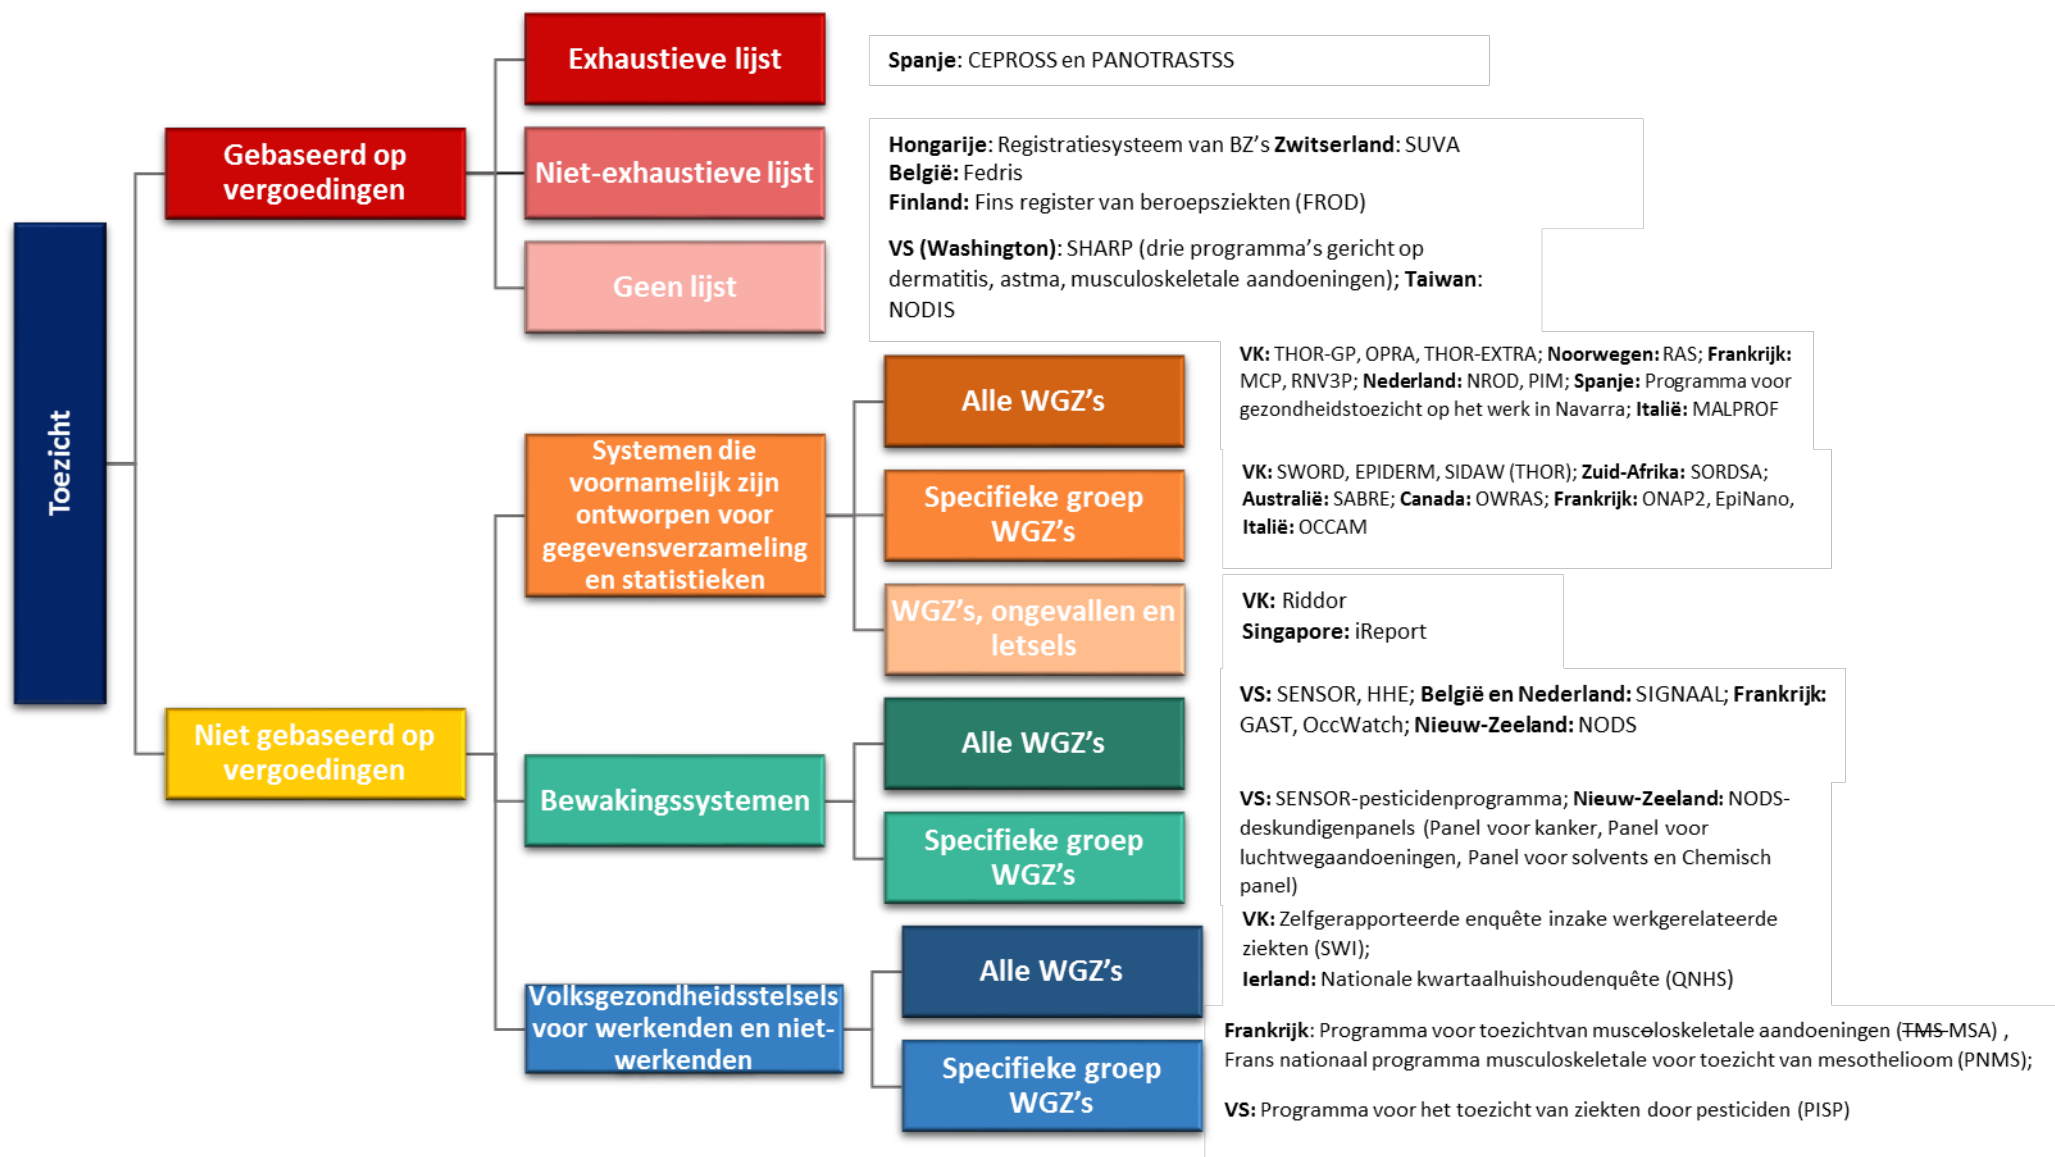 Toezicht
Gebaseerd op
vergoedingen
Exhaustieve lijst
Spanje: CEPROSS en PANOTRASTSS
Niet-exhaustieve lijst
Hongarije: Registratiesysteem van BZ’s Zwitserland: SUVA
België: Fedris
Finland: Fins register van beroepsziekten (FROD)
Geen lijst
VS (Washington): SHARP (drie programma’s gericht op
dermatitis, astma, musculoskeletale aandoeningen); Taiwan:
NODIS
Niet gebaseerd op
vergoedingen
Systemen die
voornamelijk zijn
ontworpen voor
gegevensverzameling
en statistieken
Alle WGZ’s
VK: THOR-GP, OPRA, THOR-EXTRA; Noorwegen: RAS; Frankrijk:
MCP, RNV3P; Nederland: NROD, PIM; Spanje: Programma voor
gezondheidstoezicht op het werk in Navarra; Italië: MALPROF
Specifieke groep
WGZ’s
VK: SWORD, EPIDERM, SIDAW (THOR); Zuid-Afrika: SORDSA;
Australië: SABRE; Canada: OWRAS; Frankrijk: ONAP2, EpiNano,
Italië: OCCAM
WGZ’s, ongevallen en
letsels
VK: Riddor
Singapore: iReport
Bewakingssystemen
Alle WGZ’s
VS: SENSOR, HHE; België en Nederland: SIGNAAL; Frankrijk:
GAST, OccWatch; Nieuw-Zeeland: NODS
Specifieke groep
WGZ’s
VS: SENSOR-pesticidenprogramma; Nieuw-Zeeland: NODS-
deskundigenpanels (Panel voor kanker, Panel voor
luchtwegaandoeningen, Panel voor solvents en Chemisch
panel)
Volksgezondheidsstelsels
voor werkenden en niet-
werkenden
Alle WGZ’s
VK: Zelfgerapporteerde enquête inzake werkgerelateerde
ziekten (SWI);
Ierland: Nationale kwartaalhuishoudenquête (QNHS)
Specifieke groep
WGZ’s
Frankrijk: Programma voor toezichtvan muscoloskeletale aandoeningen (TMS MSA) ,
Frans nationaal programma musculoskeletale voor toezicht van mesothelioom (PNMS);
VS: Programma voor het toezicht van ziekten door pesticiden (PISP)